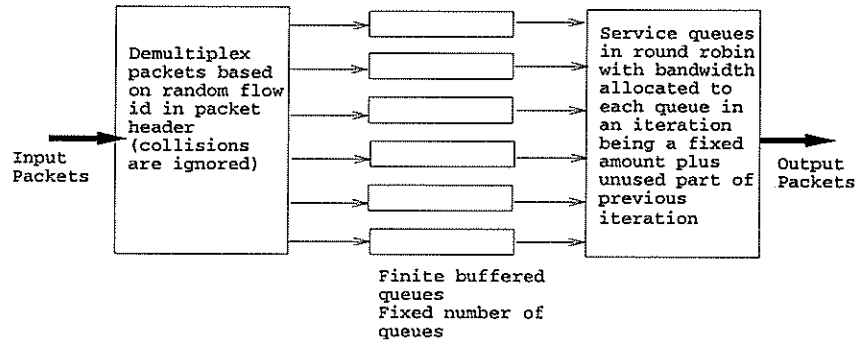 Demultiplex
packets based
on random flow
id in packet
header
(collisions
are ignored)
Input
Packets
Service queues
in round robin
with bandwidth
allocated to
each queue in
an iteration
being a fixed
amount plus
unused part of
previous
iteration
Output
Packets
Finite buffered
queues
Fixed number of
queues